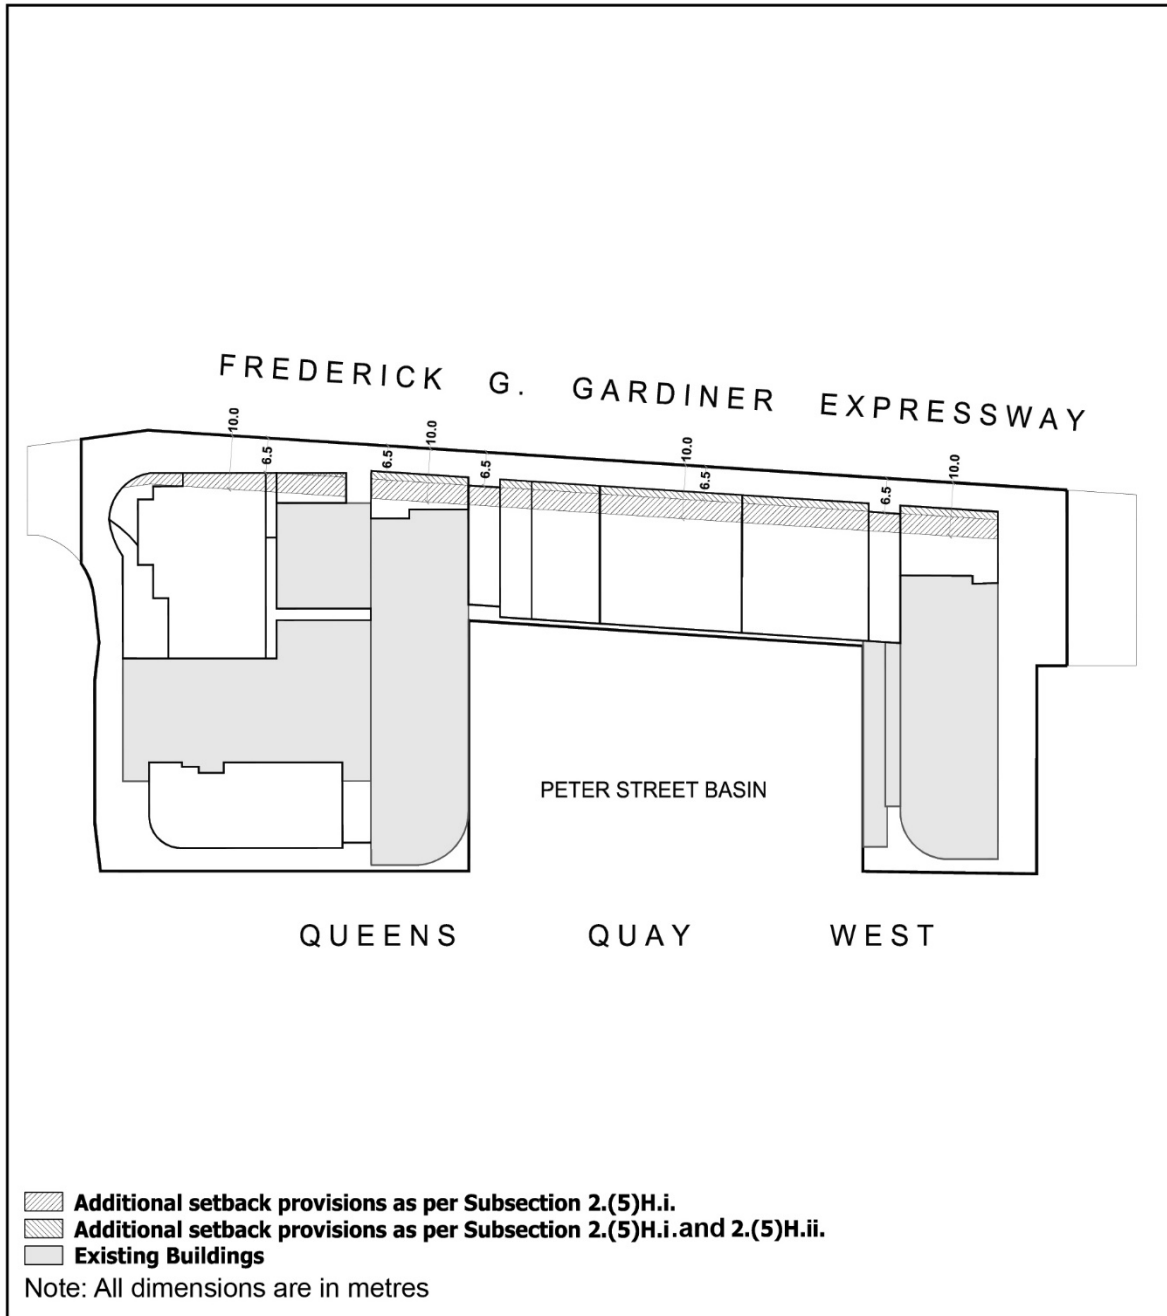 FREDERICK G. GARDINER EXPRESSWAY
10.0
6.5
6.5
10.0
6.5
10.0
6.5
6.5
10.0
PETER STREET BASIN
QUEENS QUAY WEST
Additional setback provisions as per Subsection 2.(5)H.i.
Additional setback provisions as per Subsection 2.(5)H.i.and 2.(5)H.ii.
Existing Buildings
Note: All dimensions are in metres